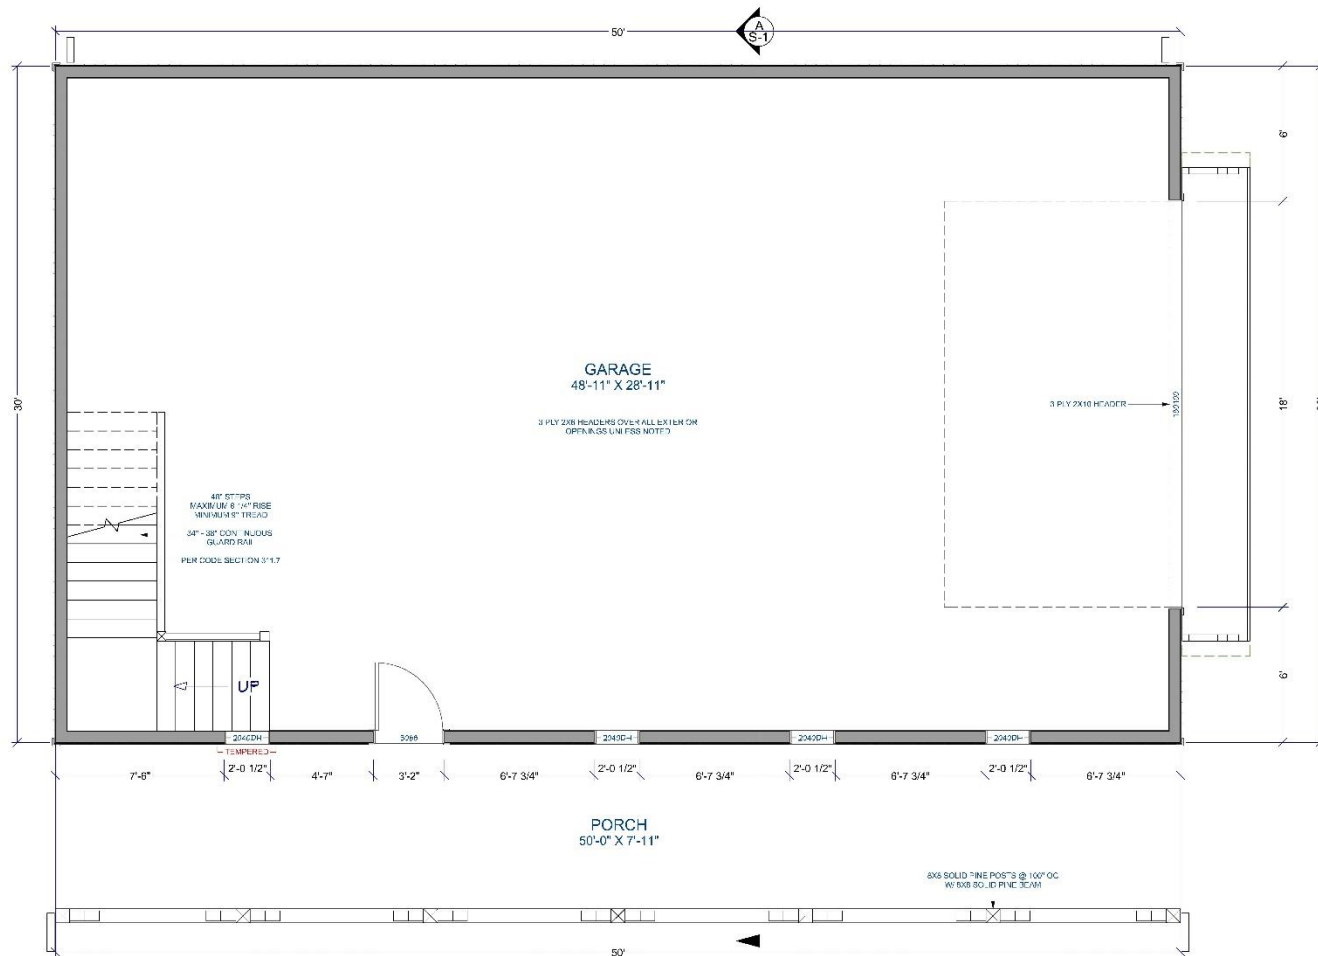 50'
A
S-1
6'
30'
GARAGE
48'-11" X 28'-11"
3 PLY 2X10 HEADER
18'
3 PLY 2X8 HEADERS OVER ALL EXTERIOR
OPENINGS UNLESS NOTED
48" STEPS
MAXIMUM 8 1/4" RISE
MINIMUM 9" TREAD
34" - 38" CONTINUOUS
GUARD RAIL
PER CODE SECTION 311.7
UP
6'
2040DH
3068
2040DH
2040DH
2040DH
TEMPERED
7'-6"
2'-0 1/2"
4'-7"
3'-2"
6'-7 3/4"
2'-0 1/2"
6'-7 3/4"
2'-0 1/2"
6'-7 3/4"
2'-0 1/2"
6'-7 3/4"
PORCH
50'-0" X 7'-11"
8X8 SOLID PINE POSTS @ 100" OC
W/ 8X8 SOLID PINE BEAM
50'